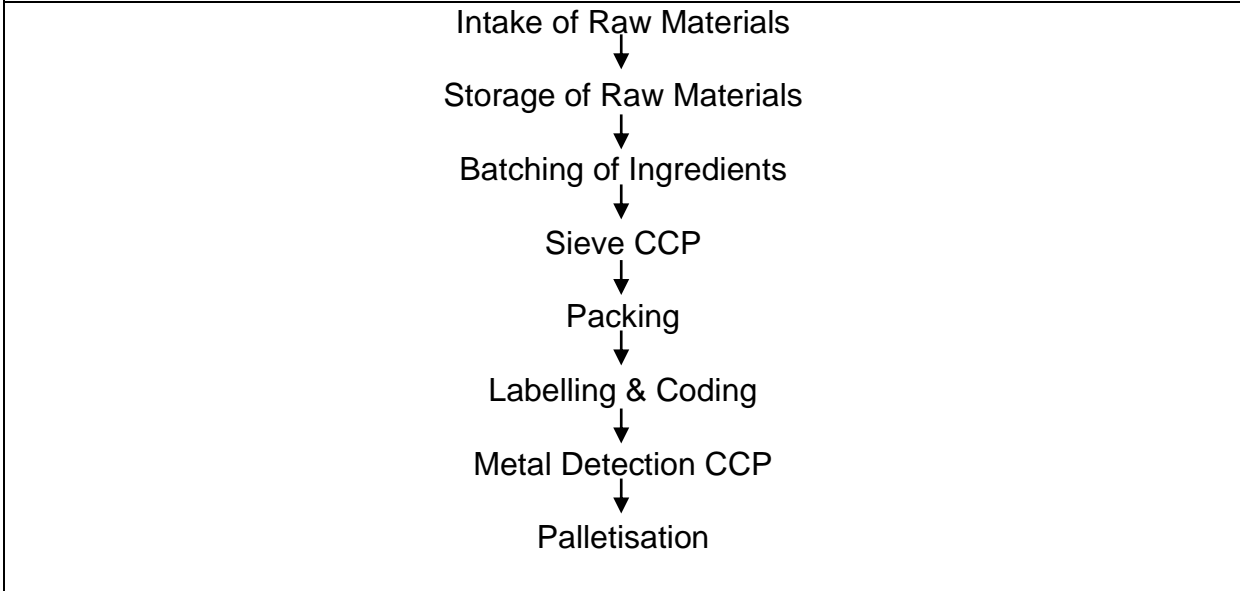 Intake of Raw Materials
Storage of Raw Materials
Batching of Ingredients
Sieve CCP
Packing
Labelling & Coding
Metal Detection CCP
Palletisation